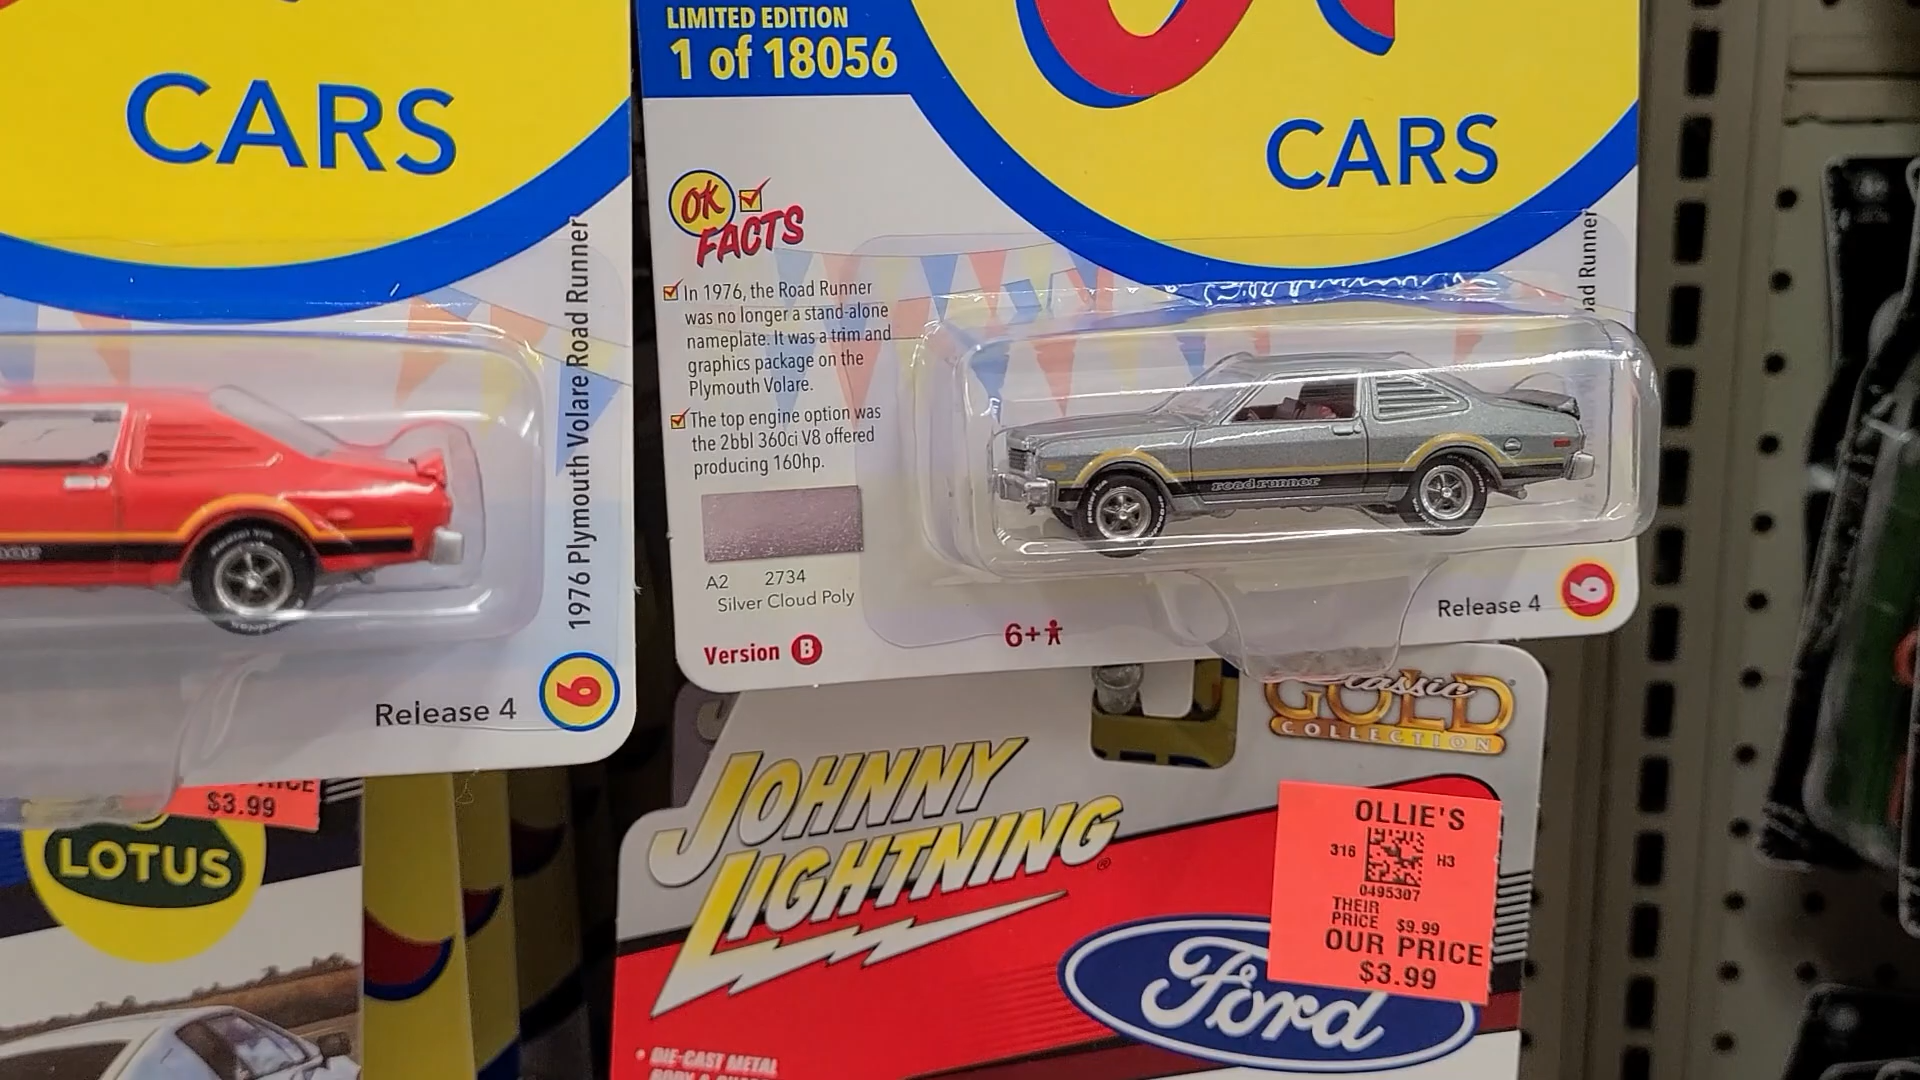 CARS
1976 Plymouth Volare Road Runner
Release 4
6
LIMITED EDITION
1 of 18056
CARS
OK
FACTS
In 1976, the Road Runner
was no longer a stand-alone
nameplate. It was a trim and
graphics package on the
Plymouth Volare.
The top engine option was
the 2bbl 360ci V8 offered
producing 160hp.
A2 2734
Silver Cloud Poly
Version B
6+
road runner
Road Runner
Release 4
6
PRICE
$3.99
LOTUS
Classic
GOLD
COLLECTION
JOHNNY
LIGHTNING®
Ford
DIE-CAST METAL
OLLIE'S
316 H3
0495307
THEIR
PRICE $9.99
OUR PRICE
$3.99